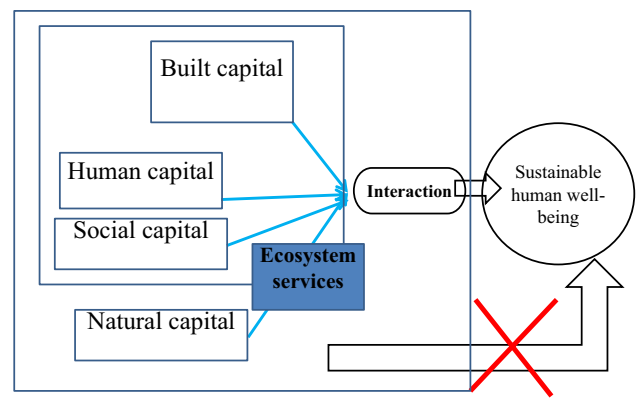 Built capital
Human capital
Social capital
Ecosystem
services
Natural capital
Interaction
Sustainable
human well-
being